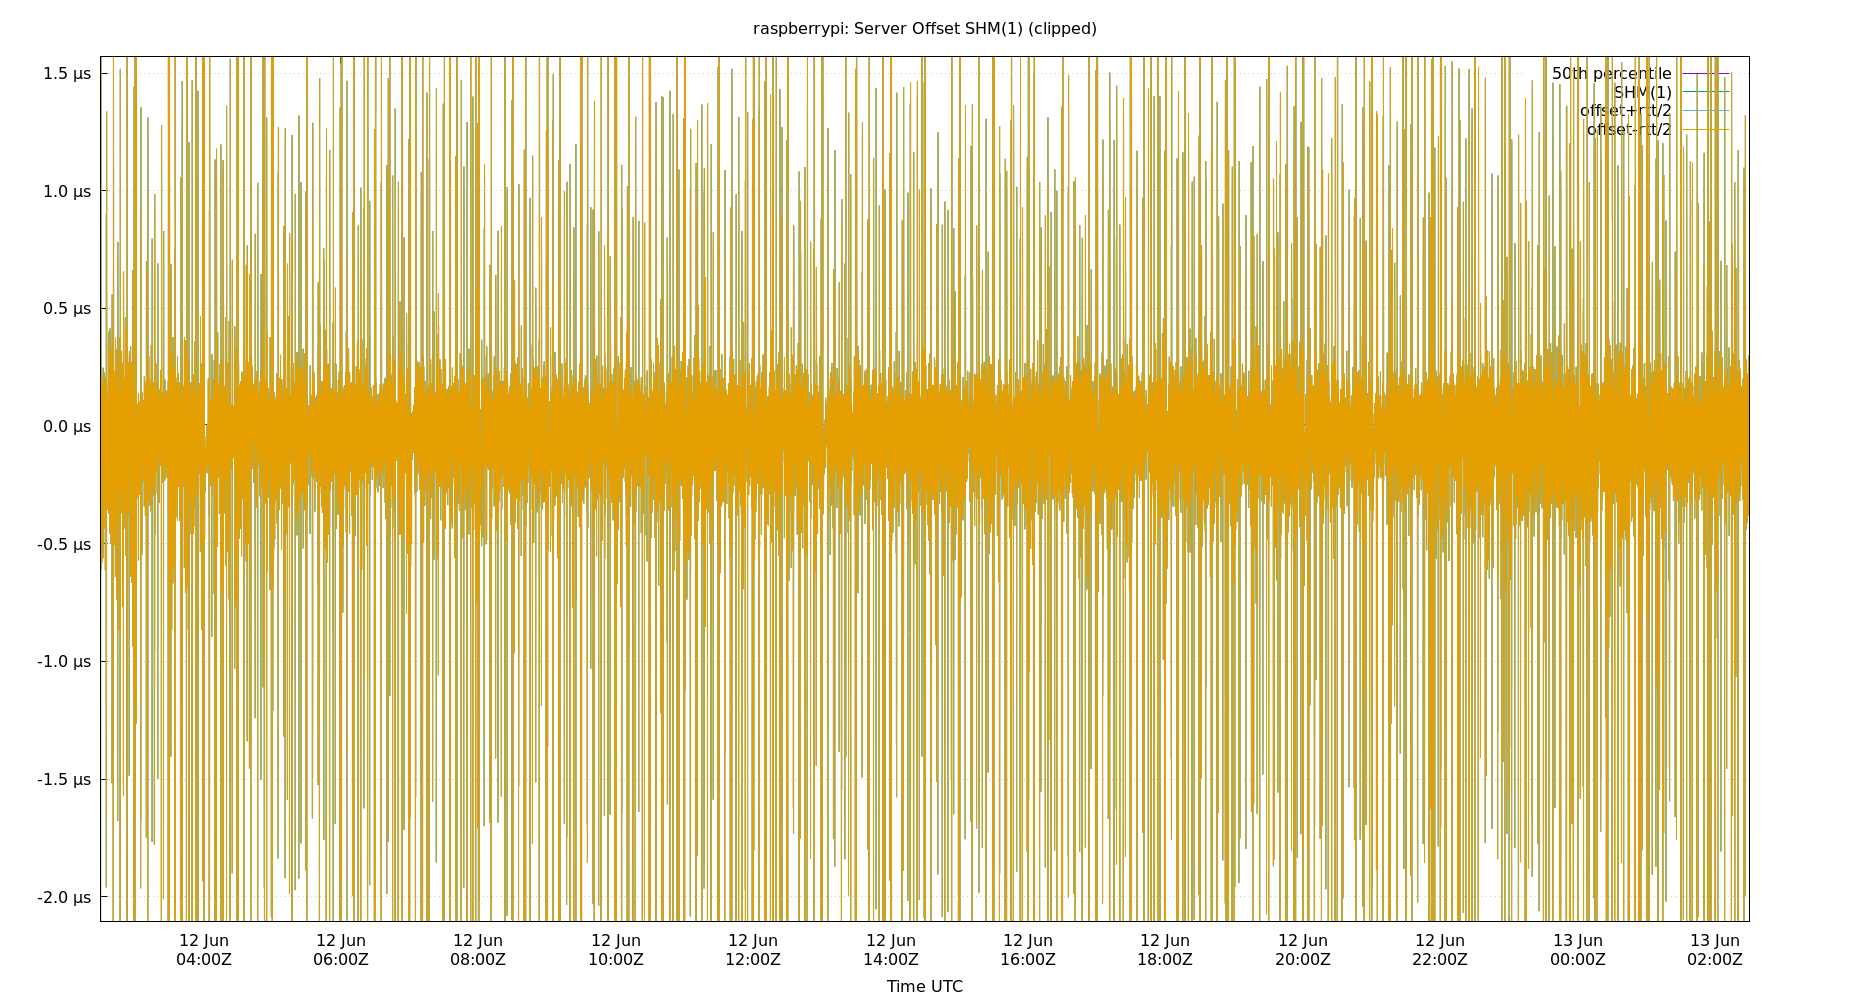 raspberrypi: Server Offset SHM(1) (clipped)
1.5 µs
1.0 µs
0.5 µs
0.0 µs
-0.5 µs
-1.0 µs
-1.5 µs
-2.0 µs
50th percentile
SHM(1)
offset+rtt/2
offset-rtt/2
12 Jun 12 Jun 12 Jun 12 Jun 12 Jun 12 Jun 12 Jun 12 Jun 12 Jun 12 Jun 13 Jun 13 Jun
04:00Z 06:00Z 08:00Z 10:00Z 12:00Z 14:00Z 16:00Z 18:00Z 20:00Z 22:00Z 00:00Z 02:00Z
Time UTC